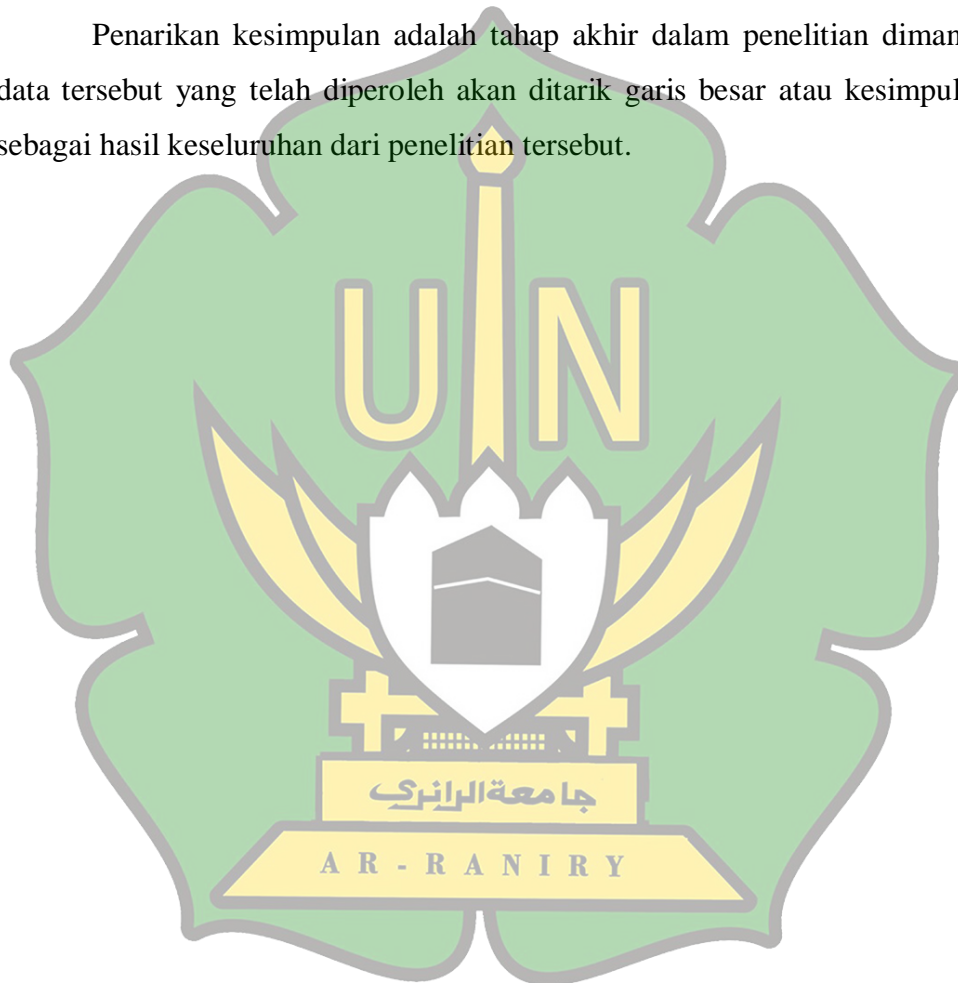 Penarikan kesimpulan adalah tahap akhir dalam penelitian diman
data tersebut yang telah diperoleh akan ditarik garis besar atau kesimpul
sebagai hasil keseluruhan dari penelitian tersebut.
UIN
جامعةالرانري
AR-RANIRY